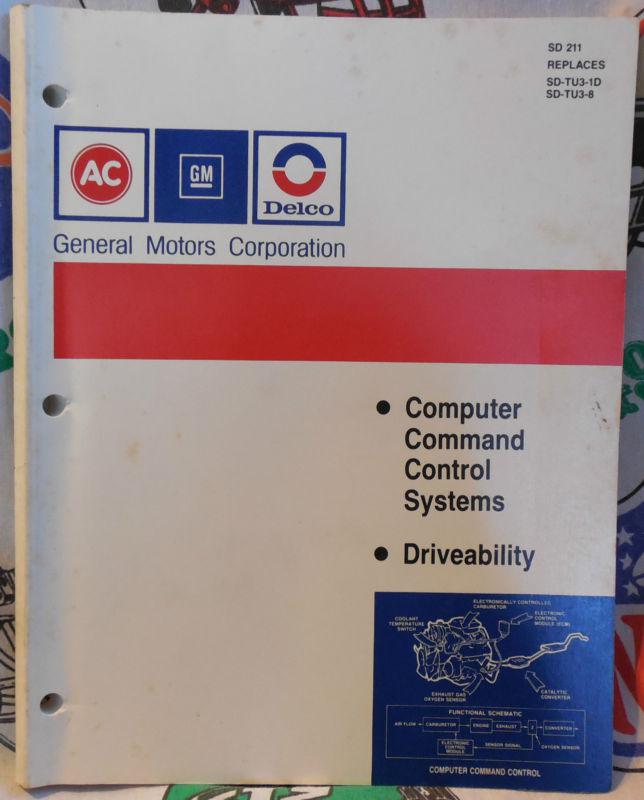 SD 211
REPLACES
SD-TU3-1D
SD-TU3-8
AC
GM
Delco
General Motors Corporation
• Computer
Command
Control
Systems
• Driveability
ELECTRONICALLY CONTROLLED
CARBURETOR
COOLANT
TEMPERATURE
SWITCH
ELECTRONIC
CONTROL
MODULE (ECM)
EXHAUST GAS
OXYGEN SENSOR
CATALYTIC
CONVERTER
FUNCTIONAL SCHEMATIC
AIR FLOW CARBURETOR ENGINE EXHAUST CONVERTER
ELECTRONIC
CONTROL
MODULE
SENSOR SIGNAL
OXYGEN SENSOR
COMPUTER COMMAND CONTROL